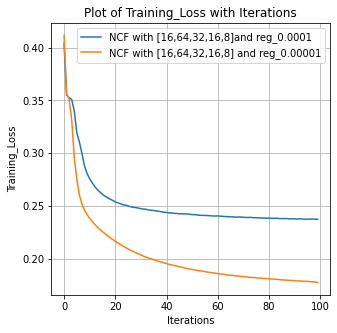 Plot of Training_Loss with Iterations
NCF with [16,64,32,16,8]and reg_0.0001
NCF with [16,64,32,16,8] and reg_0.00001
0.40
0.35
0.30
0.25
0.20
Training_Loss
0 20 40 60 80 100
Iterations